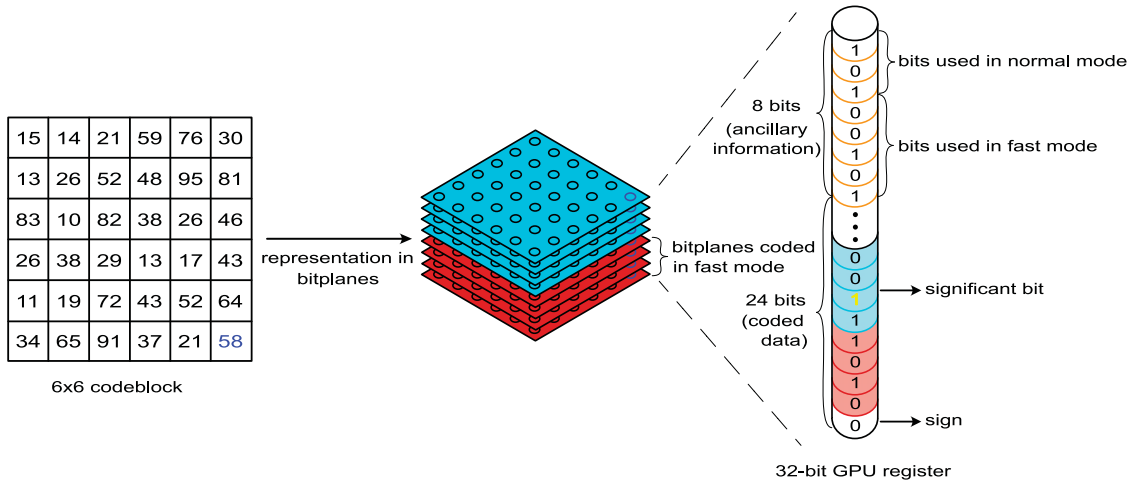 15 14 21 59 76 30
13 26 52 48 95 81
83 10 82 38 26 46
26 38 29 13 17 43
11 19 72 43 52 64
34 65 91 37 21 58
6x6 codeblock
representation in
bitplanes
bitplanes coded
in fast mode
8 bits
(ancillary
information)
24 bits
(coded
data)
1
0
1
0
0
1
0
1
0
0
1
1
1
0
1
0
0
bits used in normal mode
bits used in fast mode
significant bit
sign
32-bit GPU register